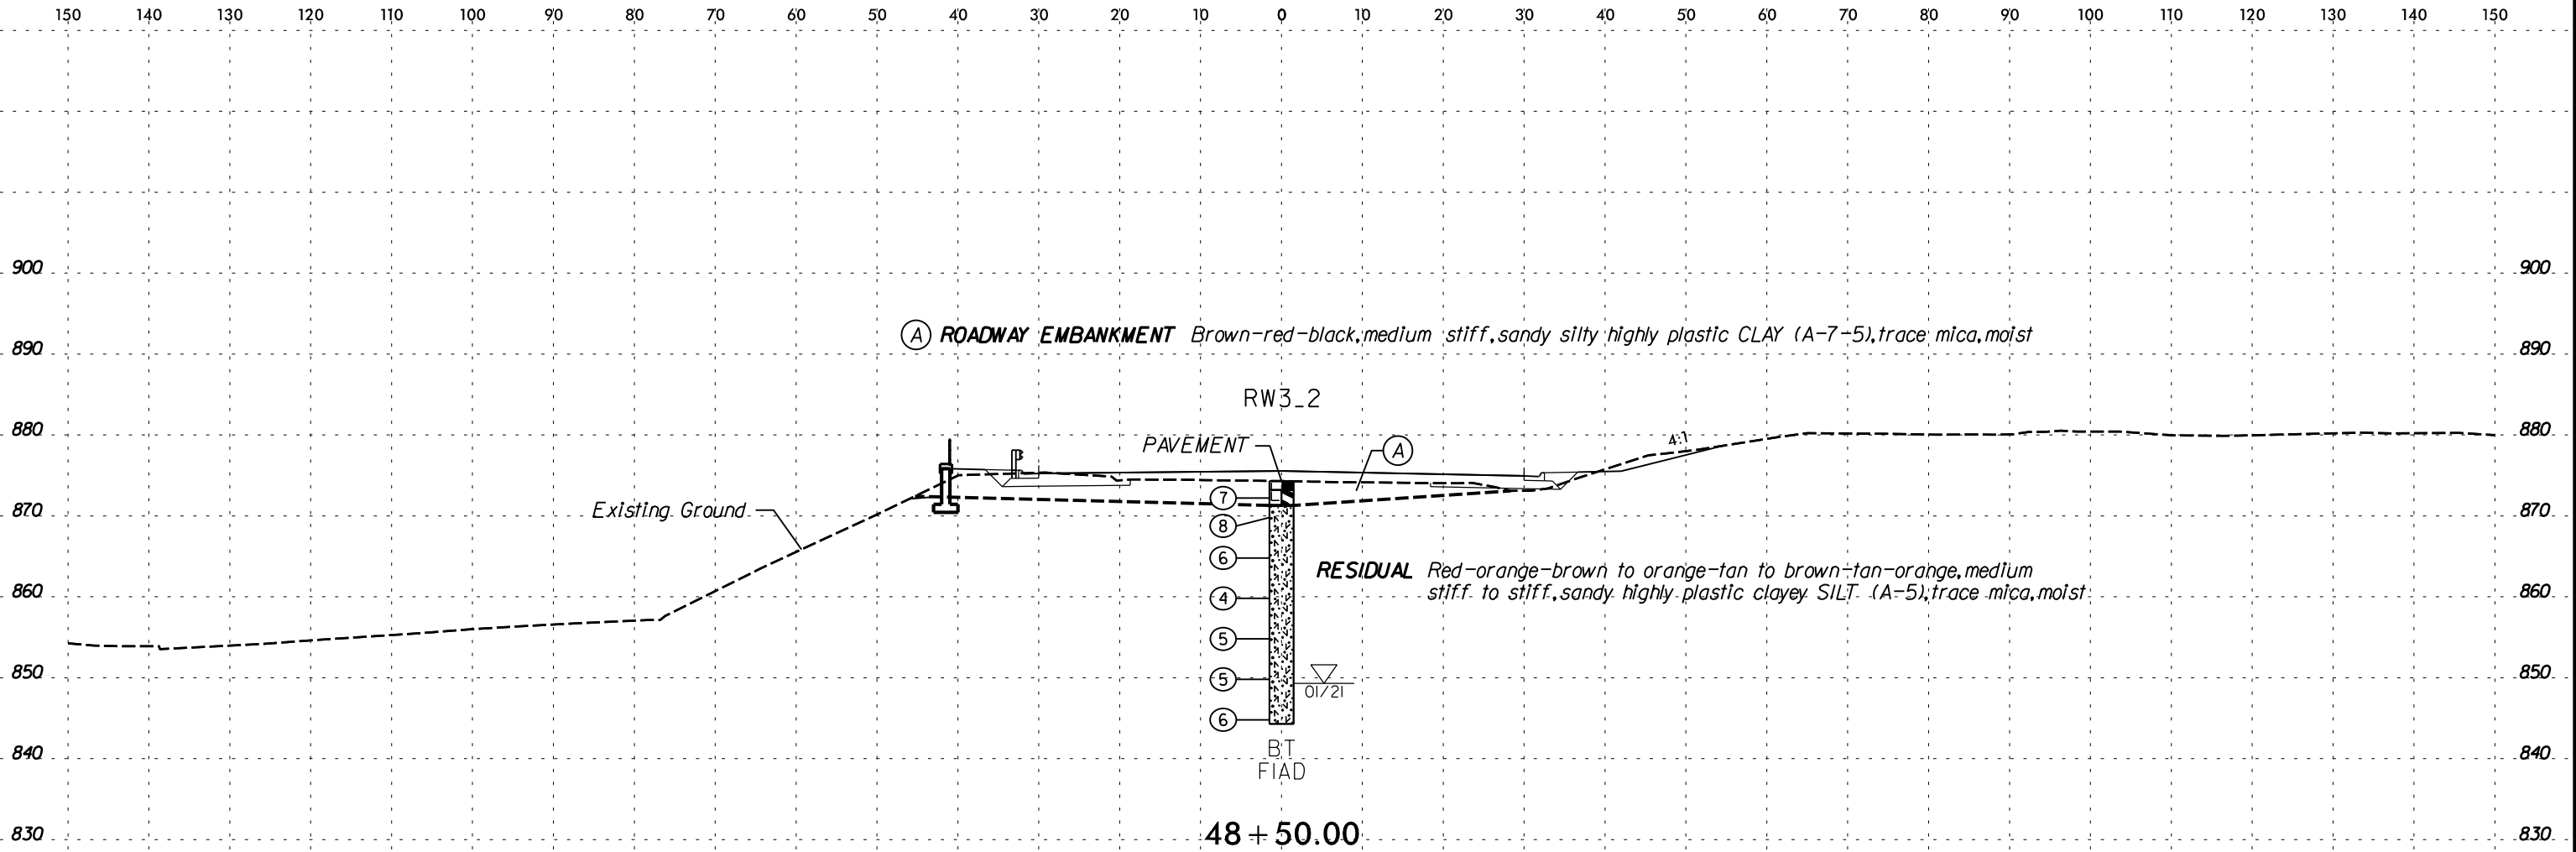 150 140 130 120 110 100 90 80 70 60 50 40 30 20 10 0 10 20 30 40 50 60 70 80 90 100 110 120 130 140 150
900 900
A ROADWAY EMBANKMENT Brown-red-black, medium stiff, sandy silty highly plastic CLAY (A-7-5), trace mica, moist
890 890
RW3_2
880 880
4:1
PAVEMENT A
7
Existing Ground
870 870
8
6
RESIDUAL Red-orange-brown to orange-tan to brown-tan-orange, medium
stiff to stiff, sandy highly plastic clayey SILT (A-5), trace mica, moist
860 860
4
5
850 850
5
01/21
6
BT
840 840
FIAD
48+50.00
830 830